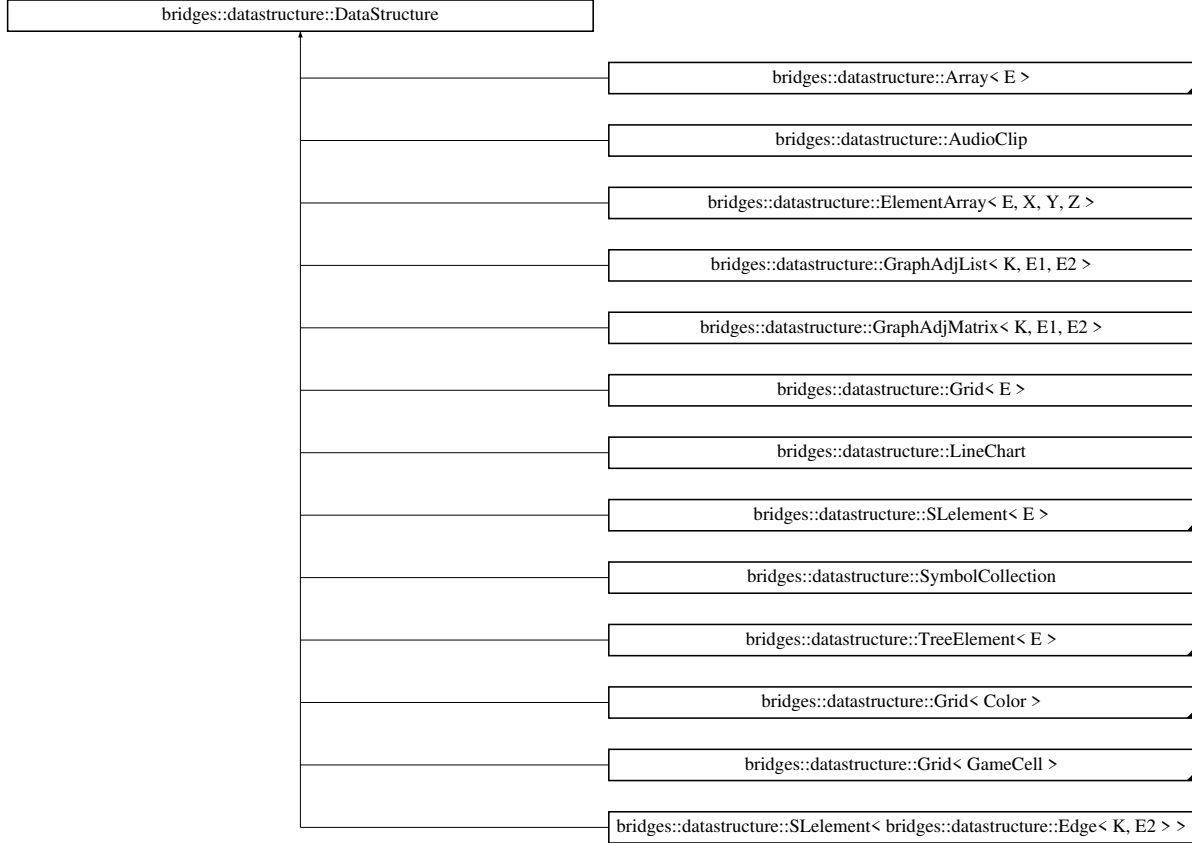 bridges::datastructure::DataStructure
bridges::datastructure::Array< E >
bridges::datastructure::AudioClip
bridges::datastructure::ElementArray< E, X, Y, Z >
bridges::datastructure::GraphAdjList< K, E1, E2 >
bridges::datastructure::GraphAdjMatrix< K, E1, E2 >
bridges::datastructure::Grid< E >
bridges::datastructure::LineChart
bridges::datastructure::SLelement< E >
bridges::datastructure::SymbolCollection
bridges::datastructure::TreeElement< E >
bridges::datastructure::Grid< Color >
bridges::datastructure::Grid< GameCell >
bridges::datastructure::SLelement< bridges::datastructure::Edge< K, E2 > >